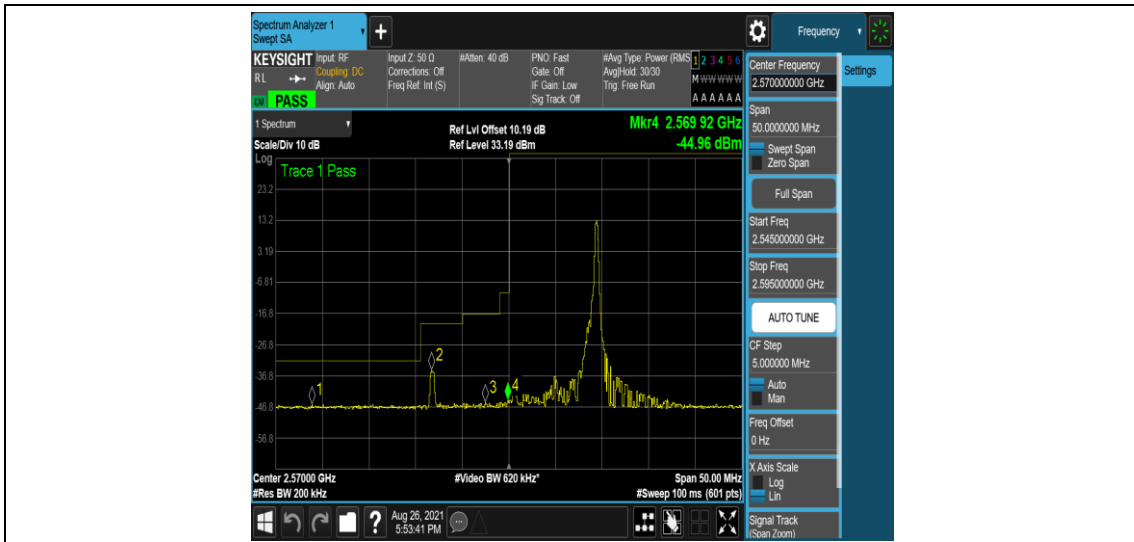 Spectrum Analyzer 1
Swept SA
Frequency
KEYSIGHT
RL
LM PASS
Input: RF
Coupling: DC
Align: Auto
Input Z: 50 Ω
Corrections: Off
Freq Ref: Int (S)
#Atten: 40 dB
PNO: Fast
Gate: Off
IF Gain: Low
Sig Track: Off
#Avg Type: Power (RMS
Avg|Hold: 30/30
Trig: Free Run
1 2 3 4 5 6
M W W W W W
A A A A A A
Center Frequency
2.570000000 GHz
Settings
Span
50.0000000 MHz
Swept Span
Zero Span
Full Span
Start Freq
2.545000000 GHz
Stop Freq
2.595000000 GHz
AUTO TUNE
CF Step
5.000000 MHz
Auto
Man
Freq Offset
0 Hz
X Axis Scale
Log
Lin
Signal Track
(Span Zoom)
1 Spectrum
Scale/Div 10 dB
Ref Lvl Offset 10.19 dB
Ref Level 33.19 dBm
Mkr4 2.569 92 GHz
-44.96 dBm
Log
Trace 1 Pass
23.2
13.2
3.19
-6.81
-16.8
-26.8
-36.8
-46.8
-56.8
1
2
3
4
Center 2.57000 GHz
#Video BW 620 kHz*
Span 50.00 MHz
#Res BW 200 kHz
#Sweep 100 ms (601 pts)
?
Aug 26, 2021
5:53:41 PM